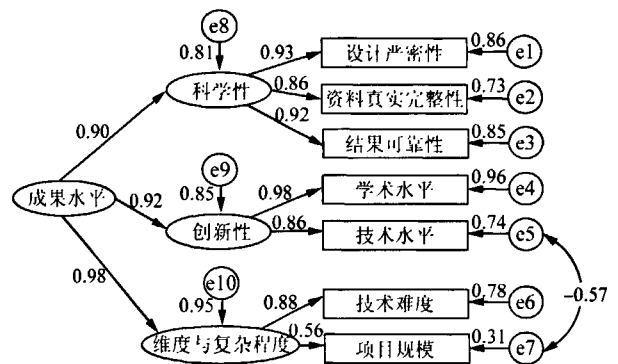 e8
0.81
0.93
设计严密性
0.86
e1
科学性
0.86
资料真实完整性
0.73
e2
0.92
结果可靠性
0.85
e3
0.90
成果水平
e9
0.85
0.98
学术水平
0.96
e4
0.92
创新性
0.86
技术水平
0.74
e5
0.98
e10
0.95
0.88
技术难度
0.78
e6
-0.57
维度与复杂程度
0.56
项目规模
0.31
e7